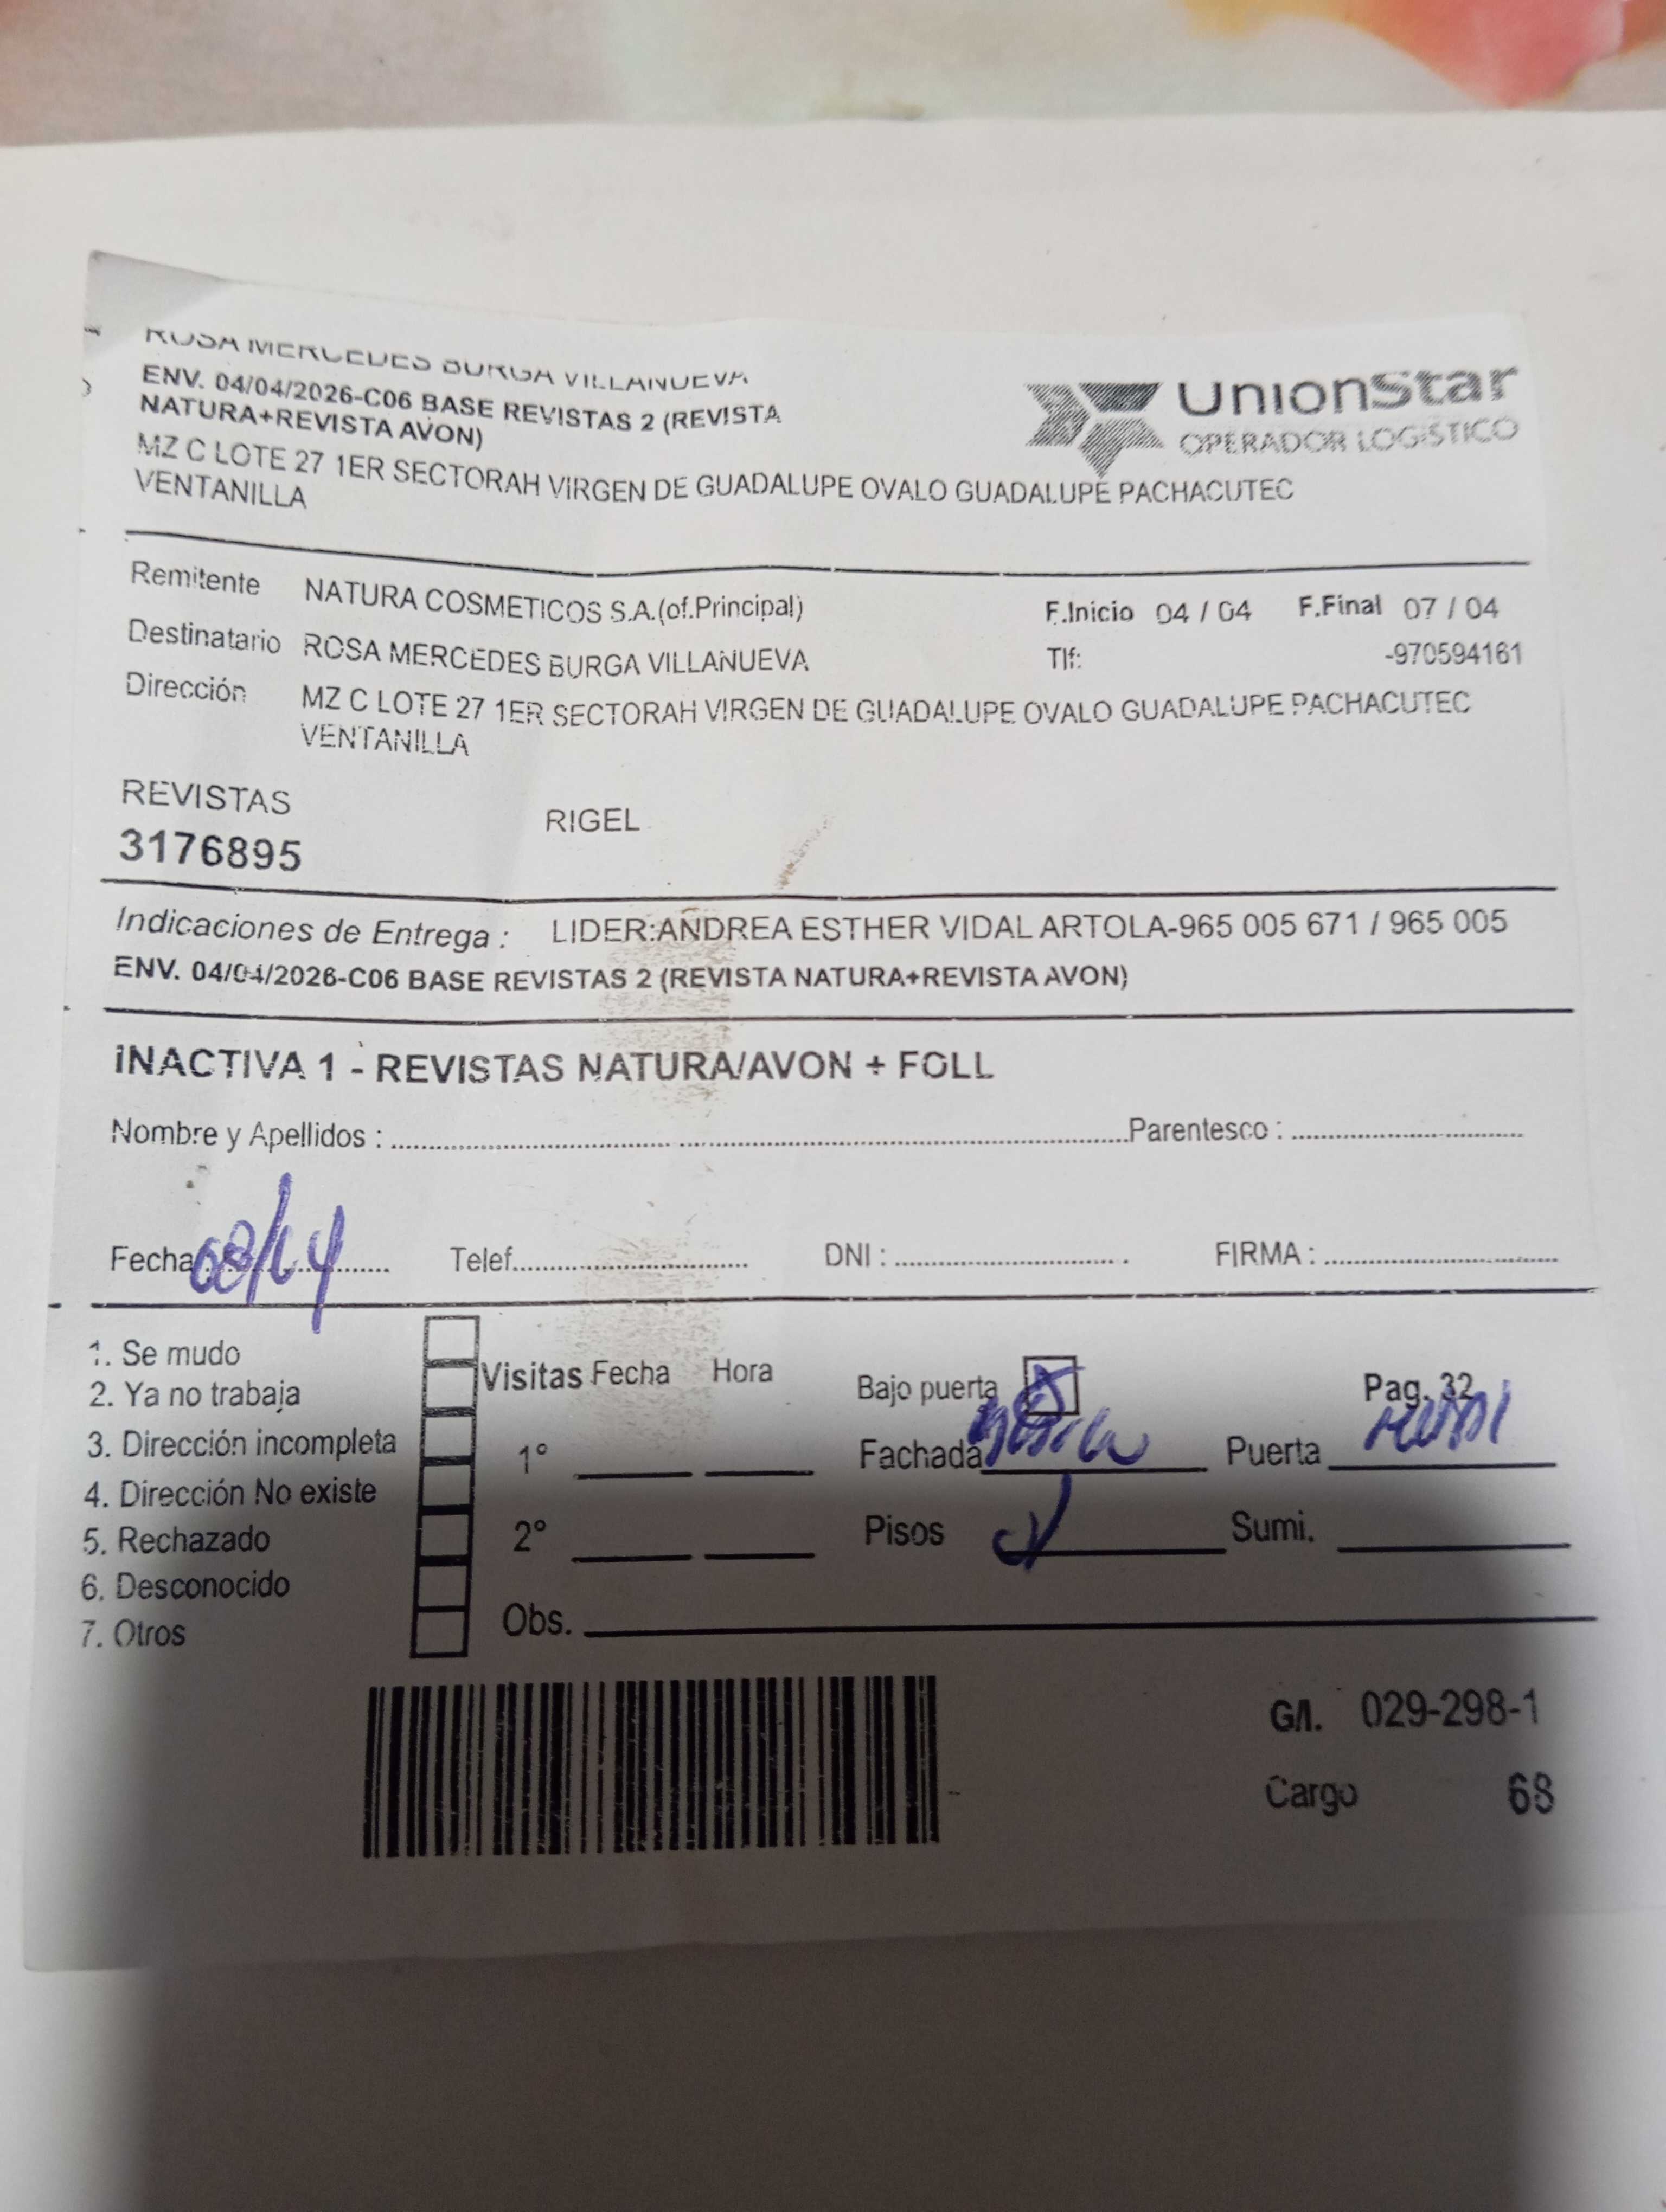 ROSA MERCEDES BURGA VILLANUEVA
ENV. 04/04/2026-C06 BASE REVISTAS 2 (REVISTA
NATURA+REVISTA AVON)
MZ C LOTE 27 1ER SECTORAH VIRGEN DE GUADALUPE OVALO GUADALUPE PACHACUTEC
VENTANILLA
UnionStar
OPERADOR LOGISTICO
Remitente NATURA COSMETICOS S.A.(of.Principal) F.Inicio 04 / 04 F.Final 07 / 04
Destinatario ROSA MERCEDES BURGA VILLANUEVA Tlf: -970594161
Dirección MZ C LOTE 27 1ER SECTORAH VIRGEN DE GUADALUPE OVALO GUADALUPE PACHACUTEC
VENTANILLA
REVISTAS RIGEL
3176895
Indicaciones de Entrega : LIDER:ANDREA ESTHER VIDAL ARTOLA-965 005 671 / 965 005
ENV. 04/04/2026-C06 BASE REVISTAS 2 (REVISTA NATURA+REVISTA AVON)
INACTIVA 1 - REVISTAS NATURA/AVON + FOLL
Nombre y Apellidos : Parentesco :
Fecha 08/04 Telef. DNI : FIRMA :
1. Se mudo
2. Ya no trabaja
3. Dirección incompleta
4. Dirección No existe
5. Rechazado
6. Desconocido
7. Otros
Visitas Fecha Hora
1°
2°
Obs.
Bajo puerta Pag. 32
Fachada Puerta
Pisos Sumi.
G/I. 029-298-1
Cargo 68